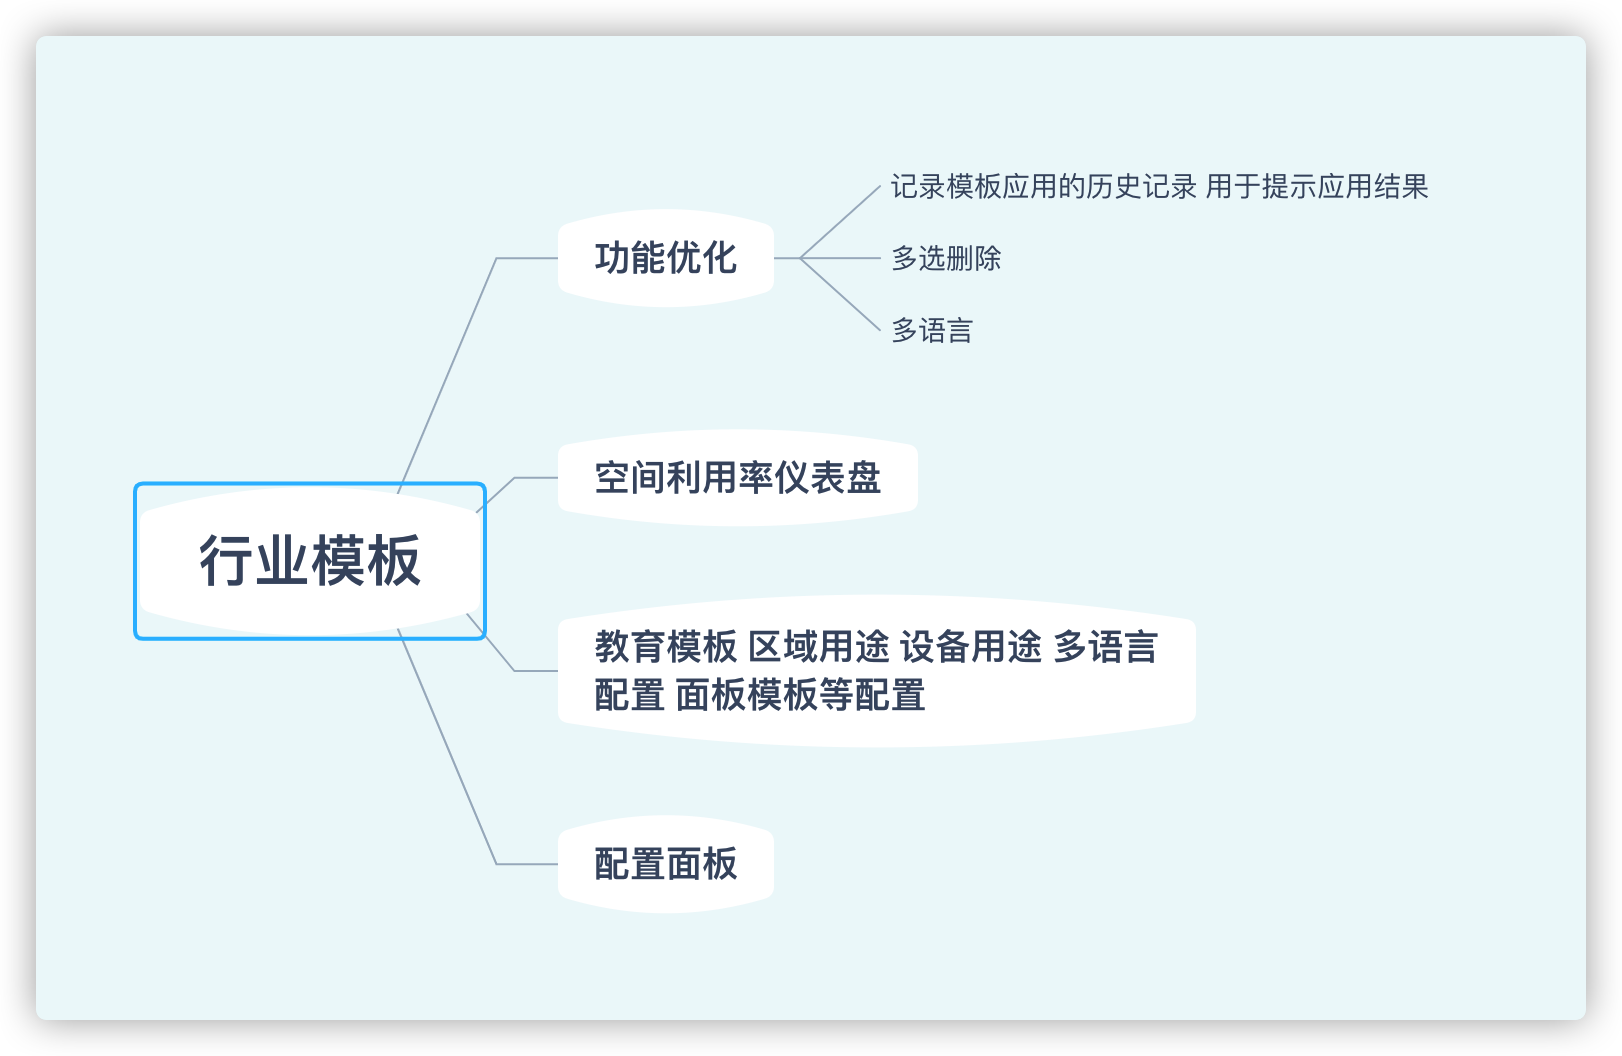 行业模板
功能优化
记录模板应用的历史记录 用于提示应用结果
多选删除
多语言
空间利用率仪表盘
教育模板 区域用途 设备用途 多语言
配置 面板模板等配置
配置面板